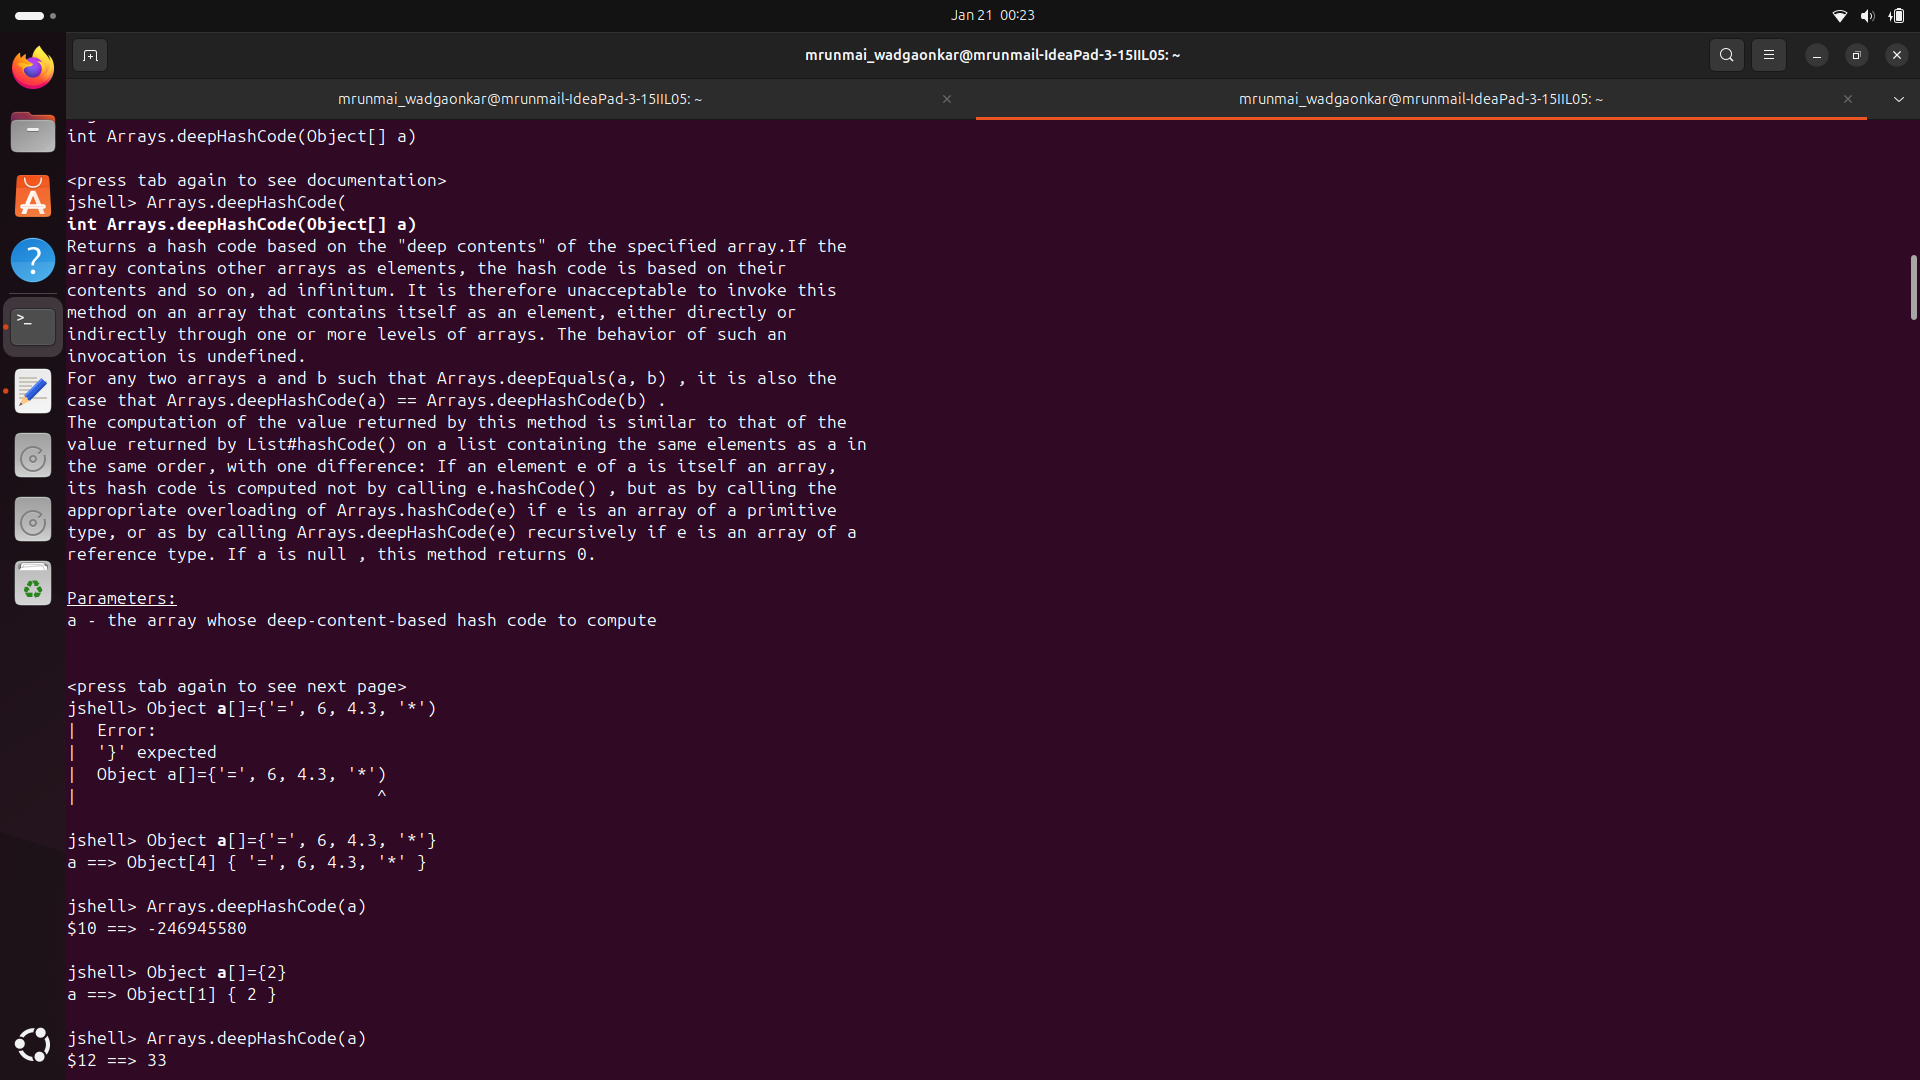 Jan 21 00:23
mrunmai_wadgaonkar@mrunmail-IdeaPad-3-15IIL05: ~
mrunmai_wadgaonkar@mrunmail-IdeaPad-3-15IIL05: ~
mrunmai_wadgaonkar@mrunmail-IdeaPad-3-15IIL05: ~
int Arrays.deepHashCode(Object[] a)
<press tab again to see documentation>
jshell> Arrays.deepHashCode(
int Arrays.deepHashCode(Object[] a)
Returns a hash code based on the "deep contents" of the specified array.If the
array contains other arrays as elements, the hash code is based on their
contents and so on, ad infinitum. It is therefore unacceptable to invoke this
method on an array that contains itself as an element, either directly or
indirectly through one or more levels of arrays. The behavior of such an
invocation is undefined.
For any two arrays a and b such that Arrays.deepEquals(a, b) , it is also the
case that Arrays.deepHashCode(a) == Arrays.deepHashCode(b) .
The computation of the value returned by this method is similar to that of the
value returned by List#hashCode() on a list containing the same elements as a in
the same order, with one difference: If an element e of a is itself an array,
its hash code is computed not by calling e.hashCode() , but as by calling the
appropriate overloading of Arrays.hashCode(e) if e is an array of a primitive
type, or as by calling Arrays.deepHashCode(e) recursively if e is an array of a
reference type. If a is null , this method returns 0.
Parameters:
a - the array whose deep-content-based hash code to compute
<press tab again to see next page>
jshell> Object a[]={'=', 6, 4.3, '*')
|  Error:
|  '}' expected
|  Object a[]={'=', 6, 4.3, '*')
|                              ^
jshell> Object a[]={'=', 6, 4.3, '*'}
a ==> Object[4] { '=', 6, 4.3, '*' }
jshell> Arrays.deepHashCode(a)
$10 ==> -246945580
jshell> Object a[]={2}
a ==> Object[1] { 2 }
jshell> Arrays.deepHashCode(a)
$12 ==> 33